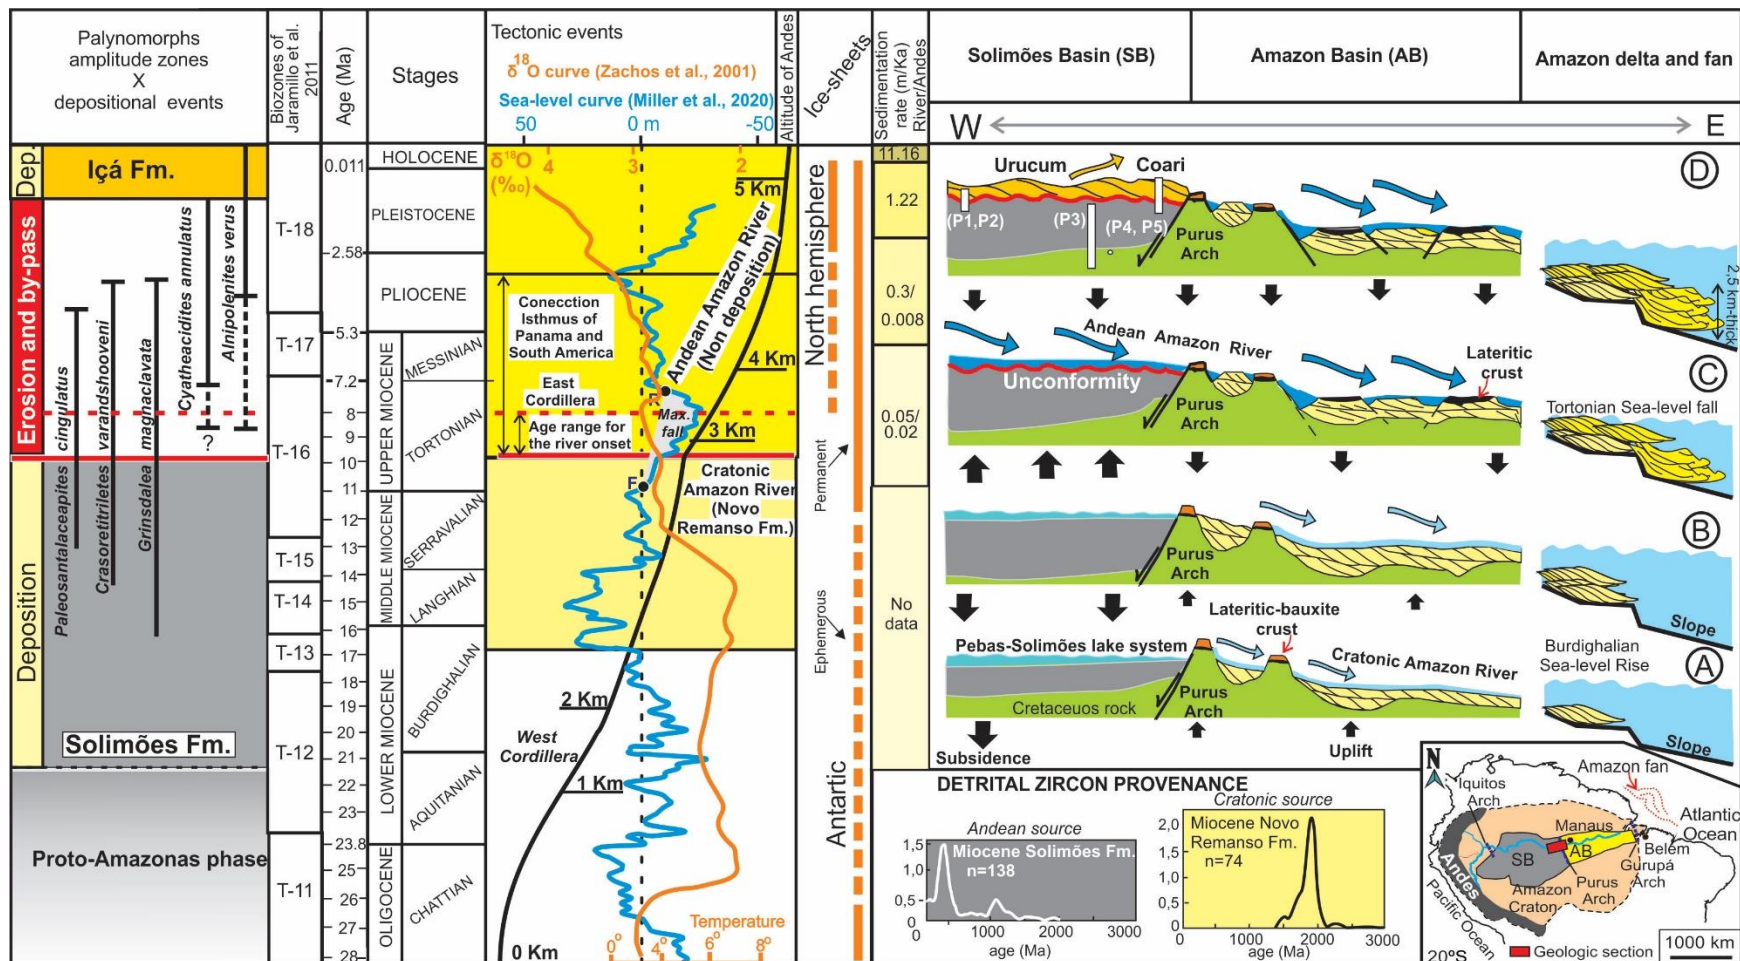 Palynomorphs
amplitude zones
X
depositional events
Biozones of
Jaramillo et al.
2011
Age (Ma)
Stages
Tectonic events
δ18O curve (Zachos et al., 2001)
Sea-level curve (Miller et al., 2020)
50
0 m
-50
Altitude of Andes
Ice-sheets
Sedimentation
rate (m/Ka)
River/Andes
Solimões Basin (SB)
Amazon Basin (AB)
Amazon delta and fan
W
E
Dep.
Içá Fm.
Erosion and by-pass
Deposition
Paleosantalaceapites cingulatus
Crasoretitriletes varandshooveni
Grinsdalea magnaclavata
Cyatheacidites annulatus
Alnipolenites verus
?
Solimões Fm.
Proto-Amazonas phase
T-18
T-17
T-16
T-15
T-14
T-13
T-12
T-11
0.011
2.58
5.3
7.2
8
9
10
11
12
13
14
15
16
17
18
19
20
21
22
23
23.8
25
26
27
28
HOLOCENE
PLEISTOCENE
PLIOCENE
UPPER MIOCENE
MESSINIAN
TORTONIAN
MIDDLE MIOCENE
SERRAVALIAN
LANGHIAN
LOWER MIOCENE
BURDIGHALIAN
AQUITANIAN
OLIGOCENE
CHATTIAN
δ18O
(‰)
4
3
2
5 Km
Andean Amazon River
(Non deposition)
Conecction
Isthmus of
Panama and
South America
4 Km
East
Cordillera
R
Max.
fall
Age range for
the river onset
3 Km
F
Cratonic
Amazon River
(Novo
Remanso Fm.)
2 Km
West
Cordillera
1 Km
0 Km
Temperature
0º
4º
6º
8º
North hemisphere
Permanent
Ephemerous
Antartic
11.16
1.22
0.3/
0.008
0.05/
0.02
No
data
Urucum
Coari
D
(P1,P2)
(P3)
(P4, P5)
Purus
Arch
2,5 km-thick
Andean Amazon River
C
Unconformity
Lateritic
crust
Purus
Arch
Tortonian Sea-level fall
B
Purus
Arch
Slope
Lateritic-bauxite
crust
Pebas-Solimões lake system
Cratonic Amazon River
Burdighalian
Sea-level Rise
A
Purus
Arch
Cretaceuos rock
Slope
Subsidence
Uplift
DETRITAL ZIRCON PROVENANCE
Andean source
Miocene Solimões Fm.
n=138
1,5
1,0
0,5
0
1000
2000
3000
age (Ma)
Cratonic source
Miocene Novo
Remanso Fm.
n=74
2,0
1,5
1,0
0,5
0
0
1000
2000
3000
age (Ma)
N
Iquitos
Arch
Amazon fan
Atlantic
Ocean
Manaus
SB
AB
Belém
Gurupá
Arch
Andes
Amazon
Craton
Purus
Arch
Pacific Ocean
20ºS
Geologic section
1000 km